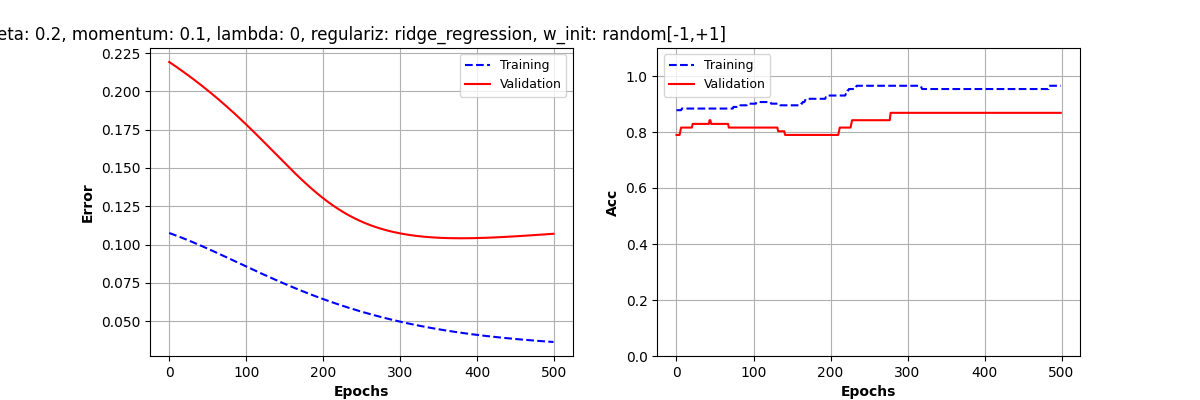 eta: 0.2, momentum: 0.1, lambda: 0, regulariz: ridge_regression, w_init: random[-1,+1]
0.225
0.200
0.175
0.150
0.125
0.100
0.075
0.050
Error
Training
Validation
0 100 200 300 400 500
Epochs
1.0
0.8
0.6
0.4
0.2
0.0
Acc
Training
Validation
0 100 200 300 400 500
Epochs